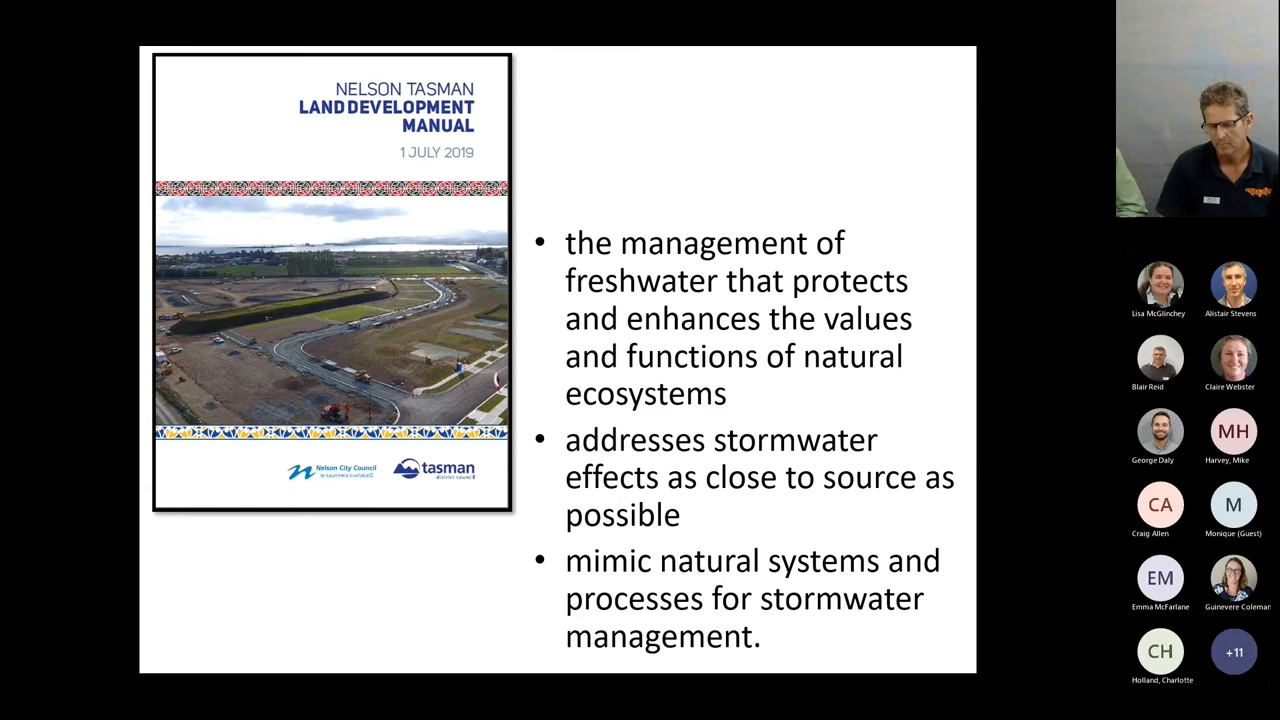 NELSON TASMAN
LAND DEVELOPMENT
MANUAL
1 JULY 2019
Nelson City Council
te kaunihera o whakatū
tasman
district council
• the management of
freshwater that protects
and enhances the values
and functions of natural
ecosystems
• addresses stormwater
effects as close to source as
possible
• mimic natural systems and
processes for stormwater
management.
Lisa McGlinchey
Alistair Stevens
Blair Reid
Claire Webster
George Daly
MH
Harvey, Mike
CA
Craig Allen
M
Monique (Guest)
EM
Emma McFarlane
Guinevere Coleman
CH
Holland, Charlotte
+11